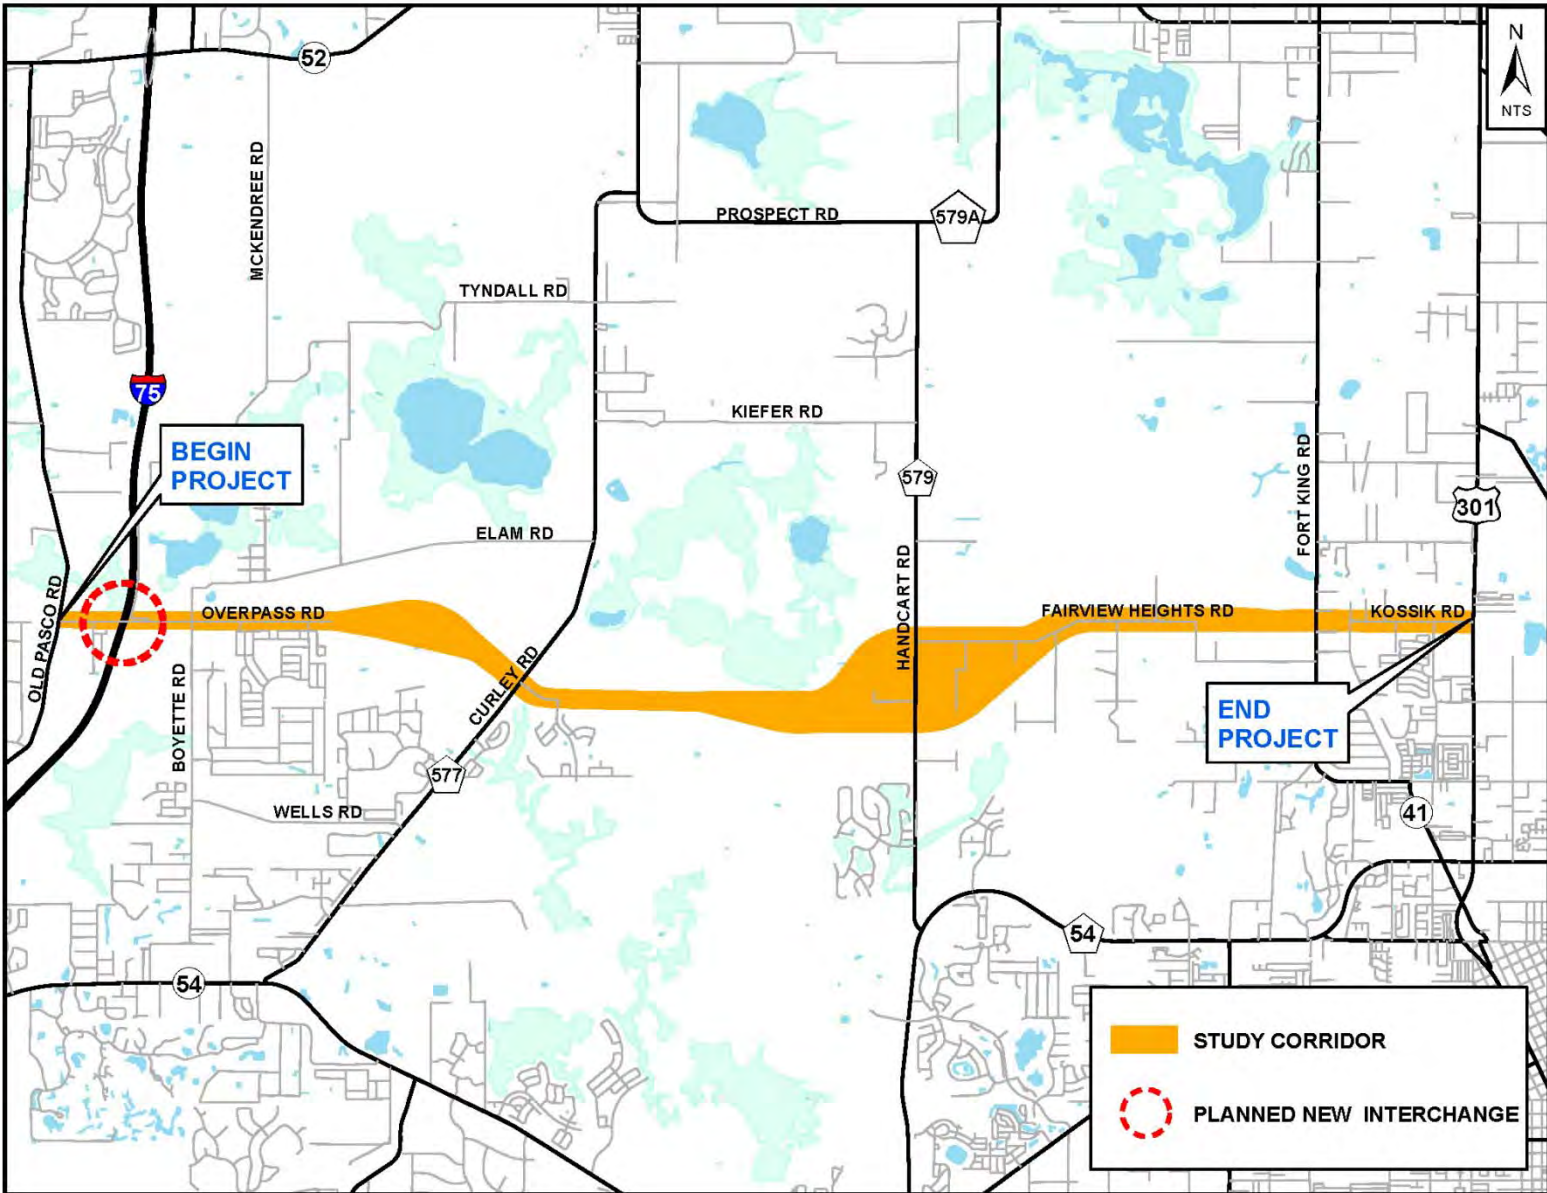 N
NTS
52
MCKENDREE RD
PROSPECT RD
579A
TYNDALL RD
75
KIEFER RD
BEGIN
PROJECT
579
301
FORT KING RD
ELAM RD
HANDCART RD
OLD PASCO RD
OVERPASS RD
FAIRVIEW HEIGHTS RD
KOSSIK RD
BOYETTE RD
CURLEY RD
END
PROJECT
577
WELLS RD
41
54
54
STUDY CORRIDOR
PLANNED NEW INTERCHANGE